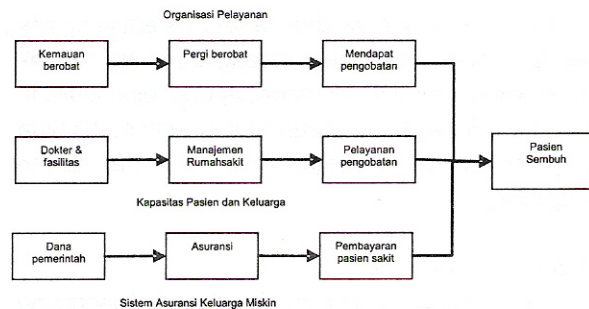 Organisasi Pelayanan
Kemauan
berobat
Pergi berobat
Mendapat
pengobatan
Dokter &
fasilitas
Manajemen
Rumahsakit
Pelayanan
pengobatan
Pasien
Sembuh
Kapasitas Pasien dan Keluarga
Dana
pemerintah
Asuransi
Pembayaran
pasien sakit
Sistem Asuransi Keluarga Miskin